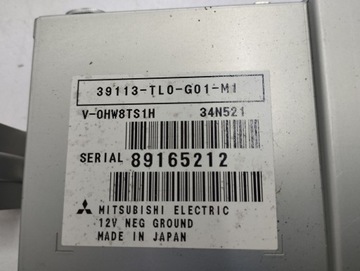 39113-TL0-G01-M1
V-0HW8TS1H 34N521
SERIAL 89165212
MITSUBISHI ELECTRIC
12V NEG GROUND
MADE IN JAPAN